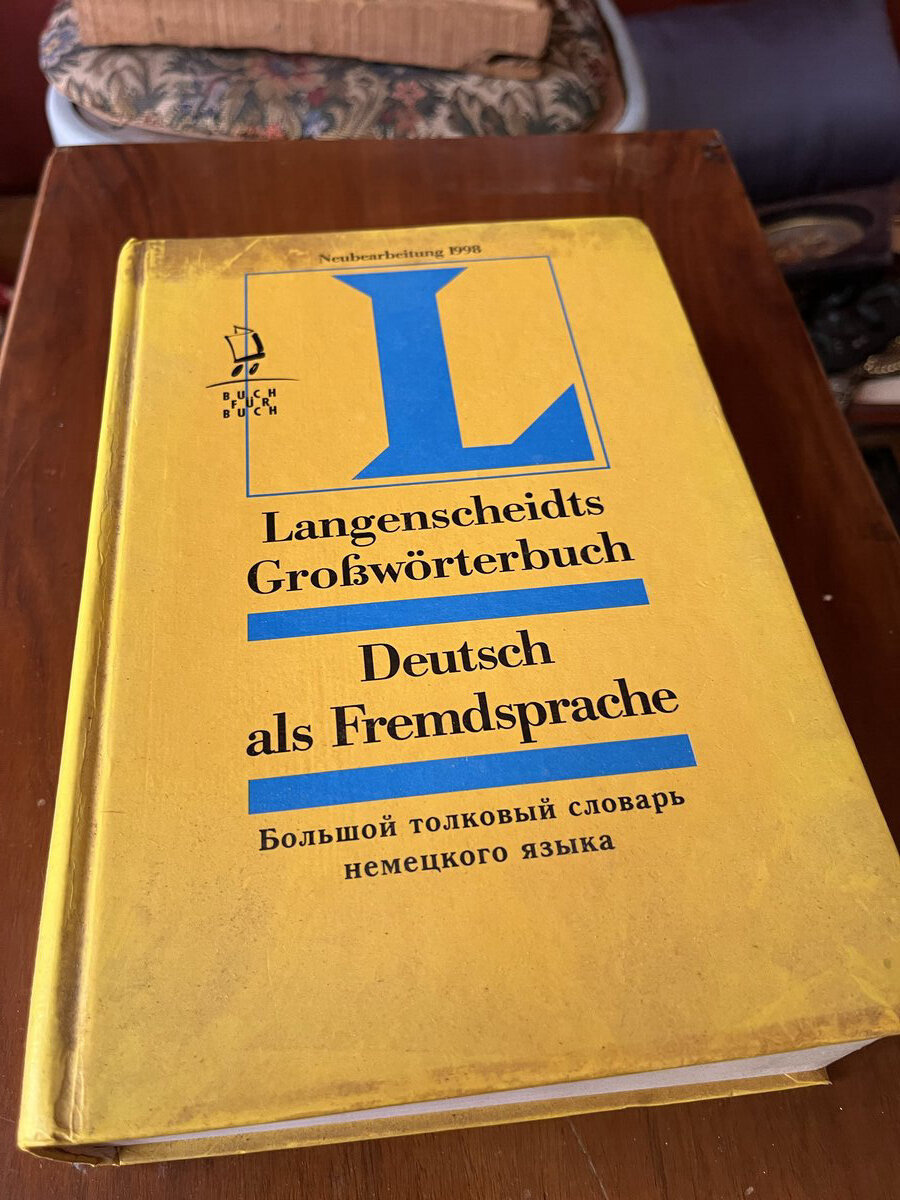 Neubearbeitung 1998
L
BUCH
FÜR
BUCH
Langenscheidts
Großwörterbuch
Deutsch
als Fremdsprache
Большой толковый словарь
немецкого языка